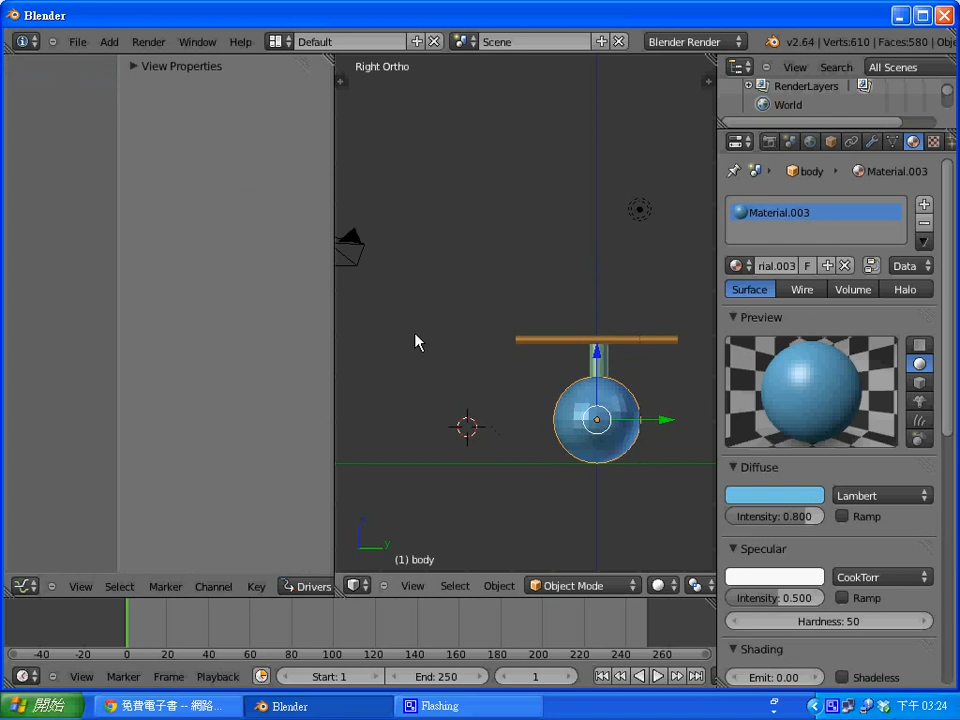 Blender
File Add Render Window Help Default Scene Blender Render v2.64 | Verts:610 | Faces:580 | Obje
View Properties
Right Ortho
View Search All Scenes
RenderLayers
World
body Material.003
Material.003
rial.003 F Data
Surface Wire Volume Halo
Preview
Diffuse
Lambert
Intensity: 0.800 Ramp
Specular
CookTorr
Intensity: 0.500 Ramp
Hardness: 50
Shading
Emit: 0.00 Shadeless
z
y
(1) body
View Select Marker Channel Key Drivers
View Select Object Object Mode
-40 -20 0 20 40 60 80 100 120 140 160 180 200 220 240 260
View Marker Frame Playback Start: 1 End: 250 1
開始 免費電子書 -- 網路... Blender Flashing 下午 03:24